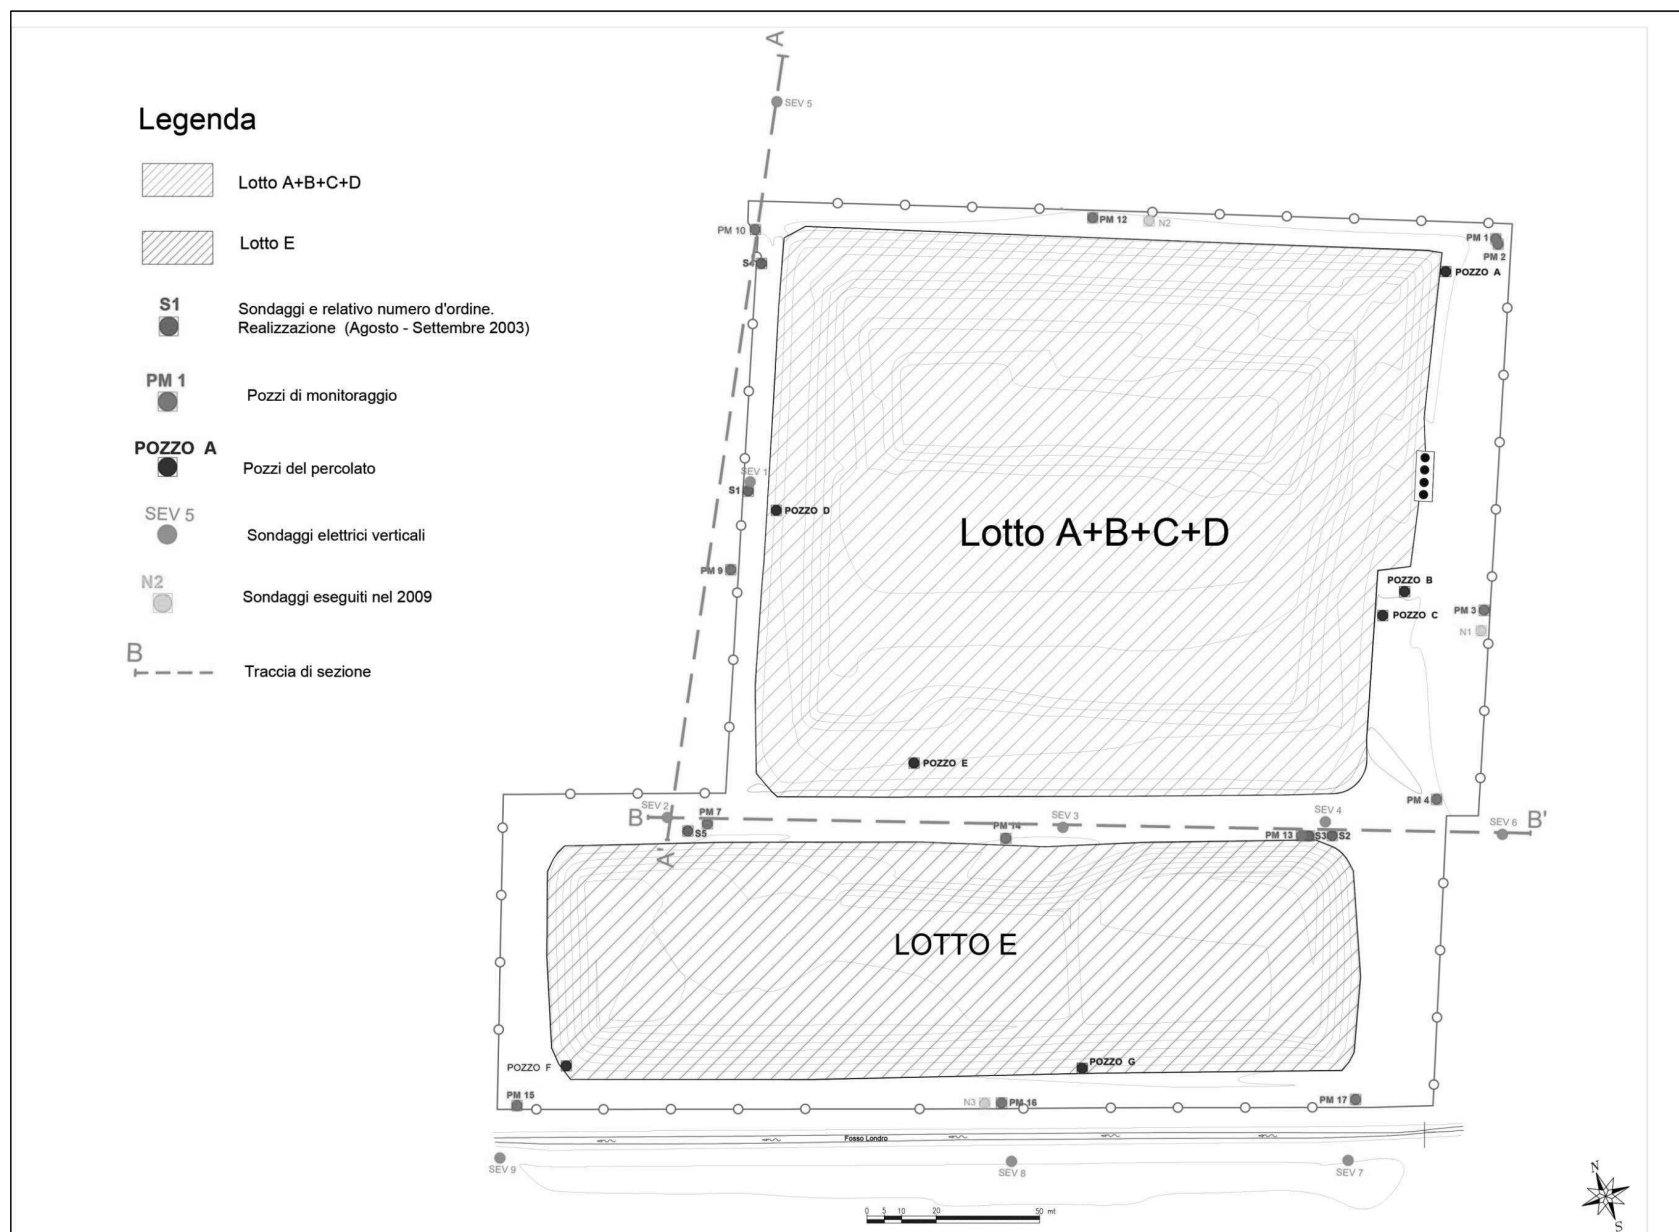 Legenda
Lotto A+B+C+D
Lotto E
S1
Sondaggi e relativo numero d'ordine.
Realizzazione (Agosto - Settembre 2003)
PM 1
Pozzi di monitoraggio
POZZO A
Pozzi del percolato
SEV 5
Sondaggi elettrici verticali
N2
Sondaggi eseguiti nel 2009
B
Traccia di sezione
A
SEV 5
PM 10
PM 12
N2
PM 1
PM 2
S4
POZZO A
SEV 1
S1
POZZO D
Lotto A+B+C+D
PM 9
POZZO B
PM 3
POZZO C
N1
POZZO E
PM 4
SEV 2
PM 7
B
SEV 3
SEV 4
SEV 6
B'
S5
PM 14
PM 13
S3
S2
A'
LOTTO E
POZZO F
POZZO G
PM 15
N3
PM 16
PM 17
Fosso Londro
SEV 9
SEV 8
SEV 7
N
S
0 5 10 20 50 mt